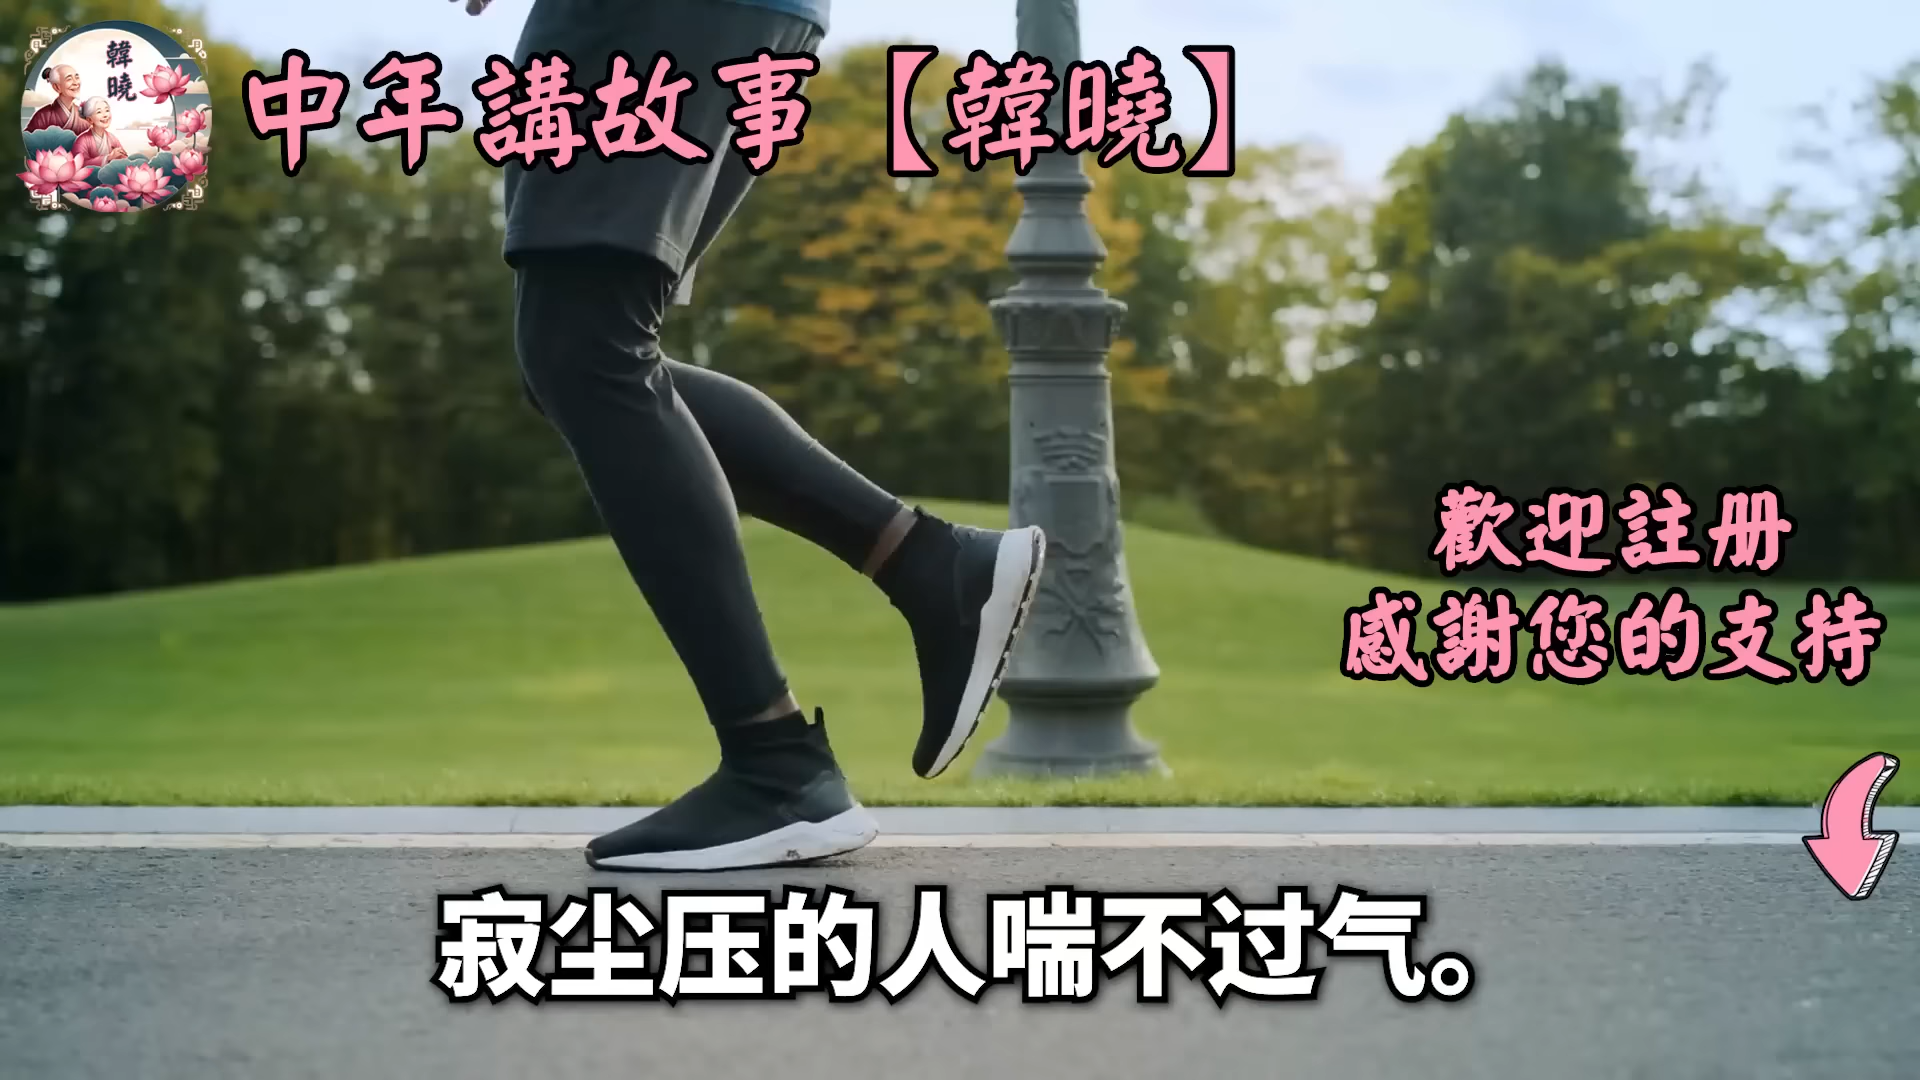 韓曉
中年講故事【韓曉】
歡迎註册
感謝您的支持
寂尘压的人喘不过气。